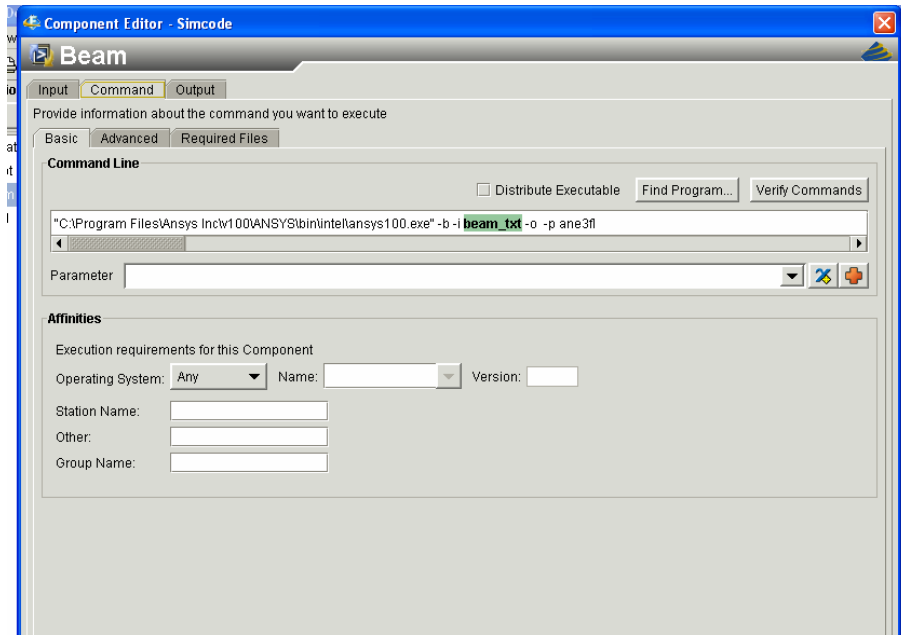 Component Editor - Simcode
Beam
Input Command Output
Provide information about the command you want to execute
Basic Advanced Required Files
Command Line
Distribute Executable Find Program... Verify Commands
"C:\Program Files\Ansys Inc\v100\ANSYS\bin\intel\ansys100.exe" -b -i beam_txt -o -p ane3fl
Parameter
Affinities
Execution requirements for this Component
Operating System: Any Name: Version:
Station Name:
Other:
Group Name: